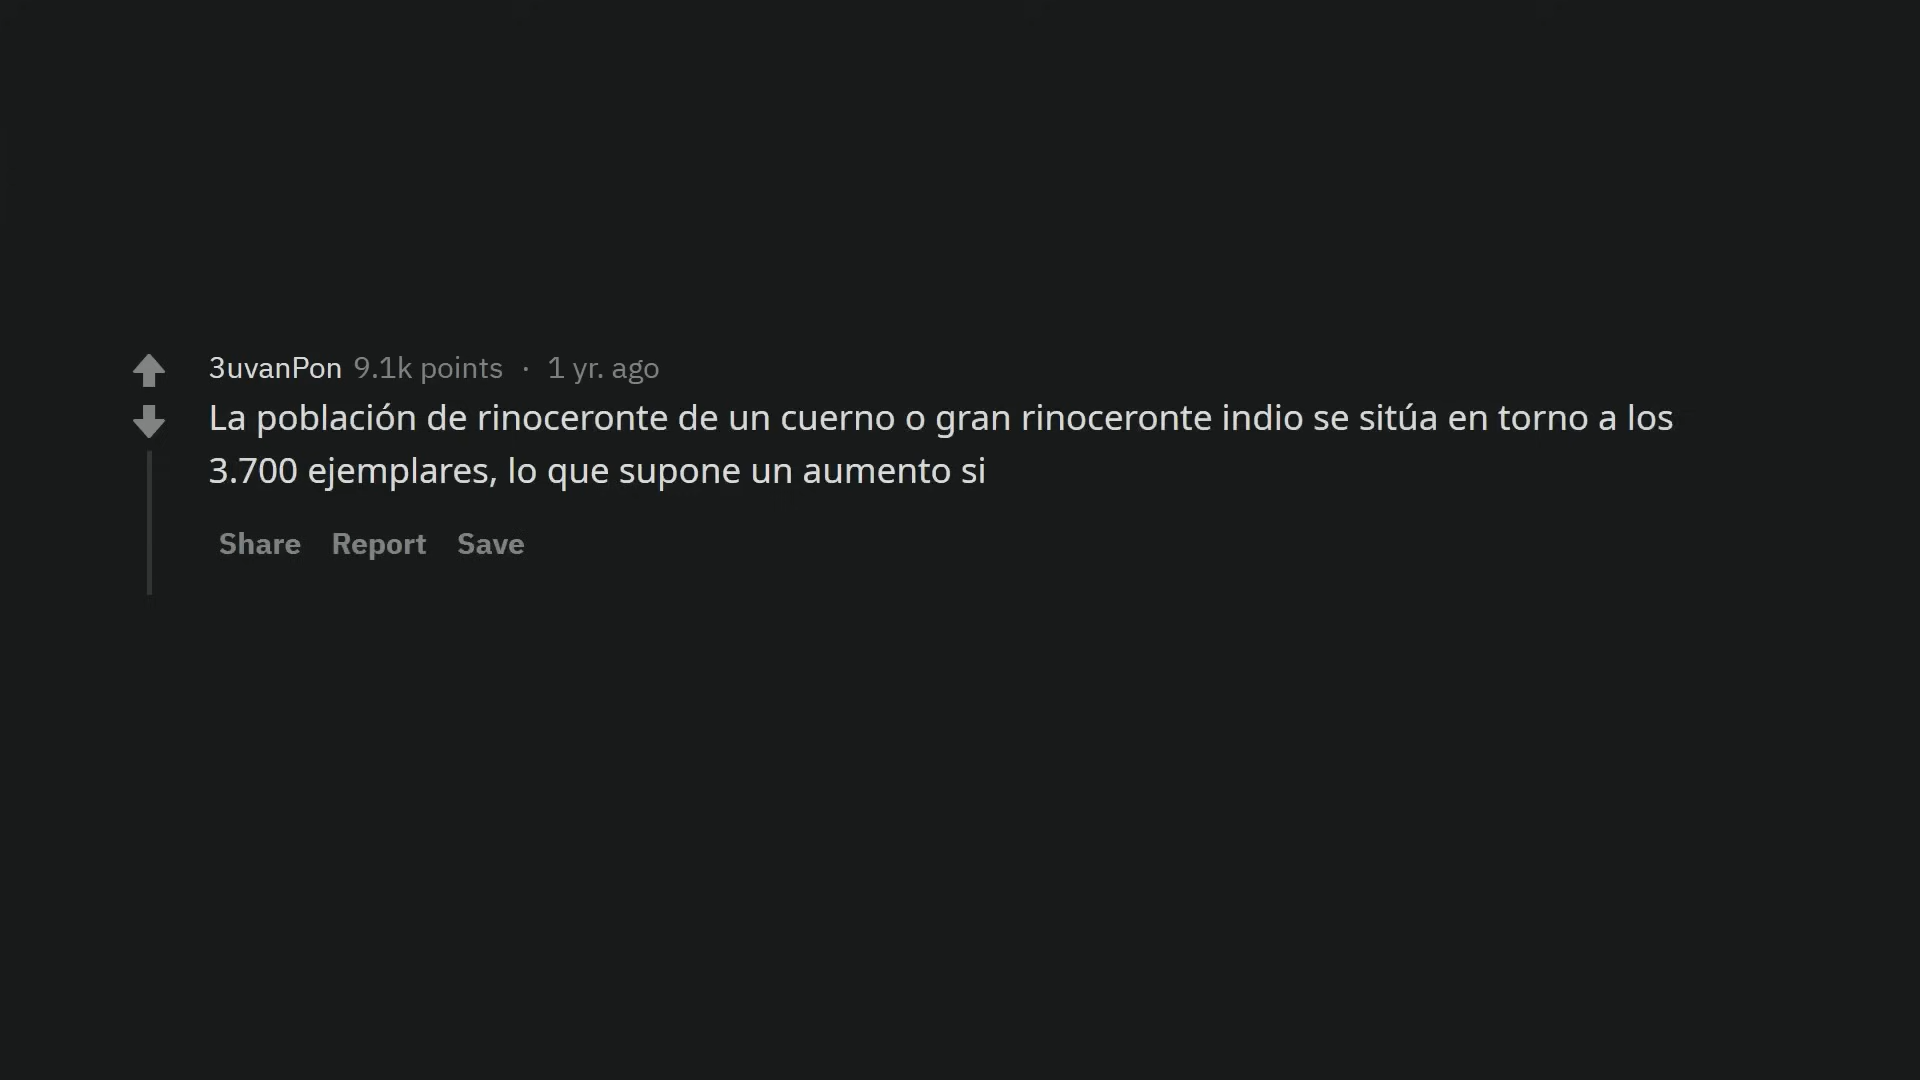 3uvanPon 9.1k points · 1 yr. ago
La población de rinoceronte de un cuerno o gran rinoceronte indio se sitúa en torno a los
3.700 ejemplares, lo que supone un aumento si
Share Report Save